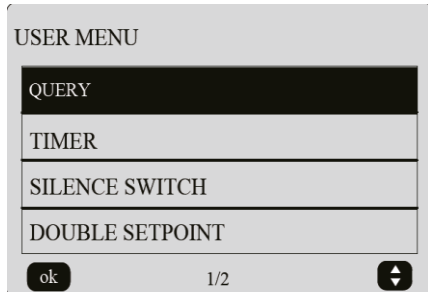 USER MENU
QUERY
TIMER
SILENCE SWITCH
DOUBLE SETPOINT
ok 1/2